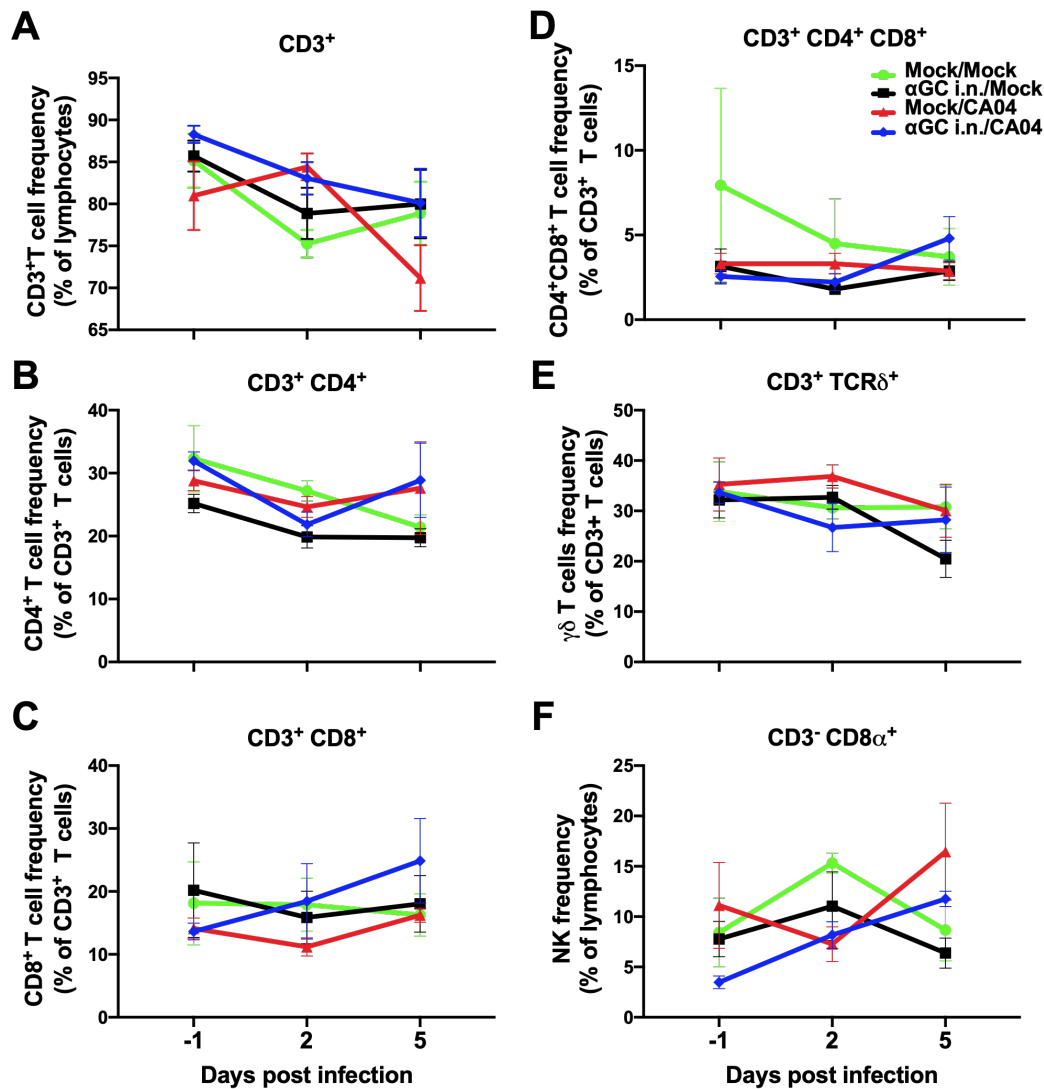 A
CD3⁺
CD3⁺T cell frequency
(% of lymphocytes)
95
90
85
80
75
70
65
B
CD3⁺ CD4⁺
CD4⁺ T cell frequency
(% of CD3⁺ T cells)
40
30
20
10
0
C
CD3⁺ CD8⁺
CD8⁺ T cell frequency
(% of CD3⁺ T cells)
40
30
20
10
0
-1
2
5
Days post infection
D
CD3⁺ CD4⁺ CD8⁺
Mock/Mock
αGC i.n./Mock
Mock/CA04
αGC i.n./CA04
CD4⁺CD8⁺ T cell frequency
(% of CD3⁺ T cells)
15
10
5
0
E
CD3⁺ TCRδ⁺
γδ T cells frequency
(% of CD3+ T cells)
50
40
30
20
10
0
F
CD3⁻ CD8α⁺
NK frequency
(% of lymphocytes)
25
20
15
10
5
0
-1
2
5
Days post infection